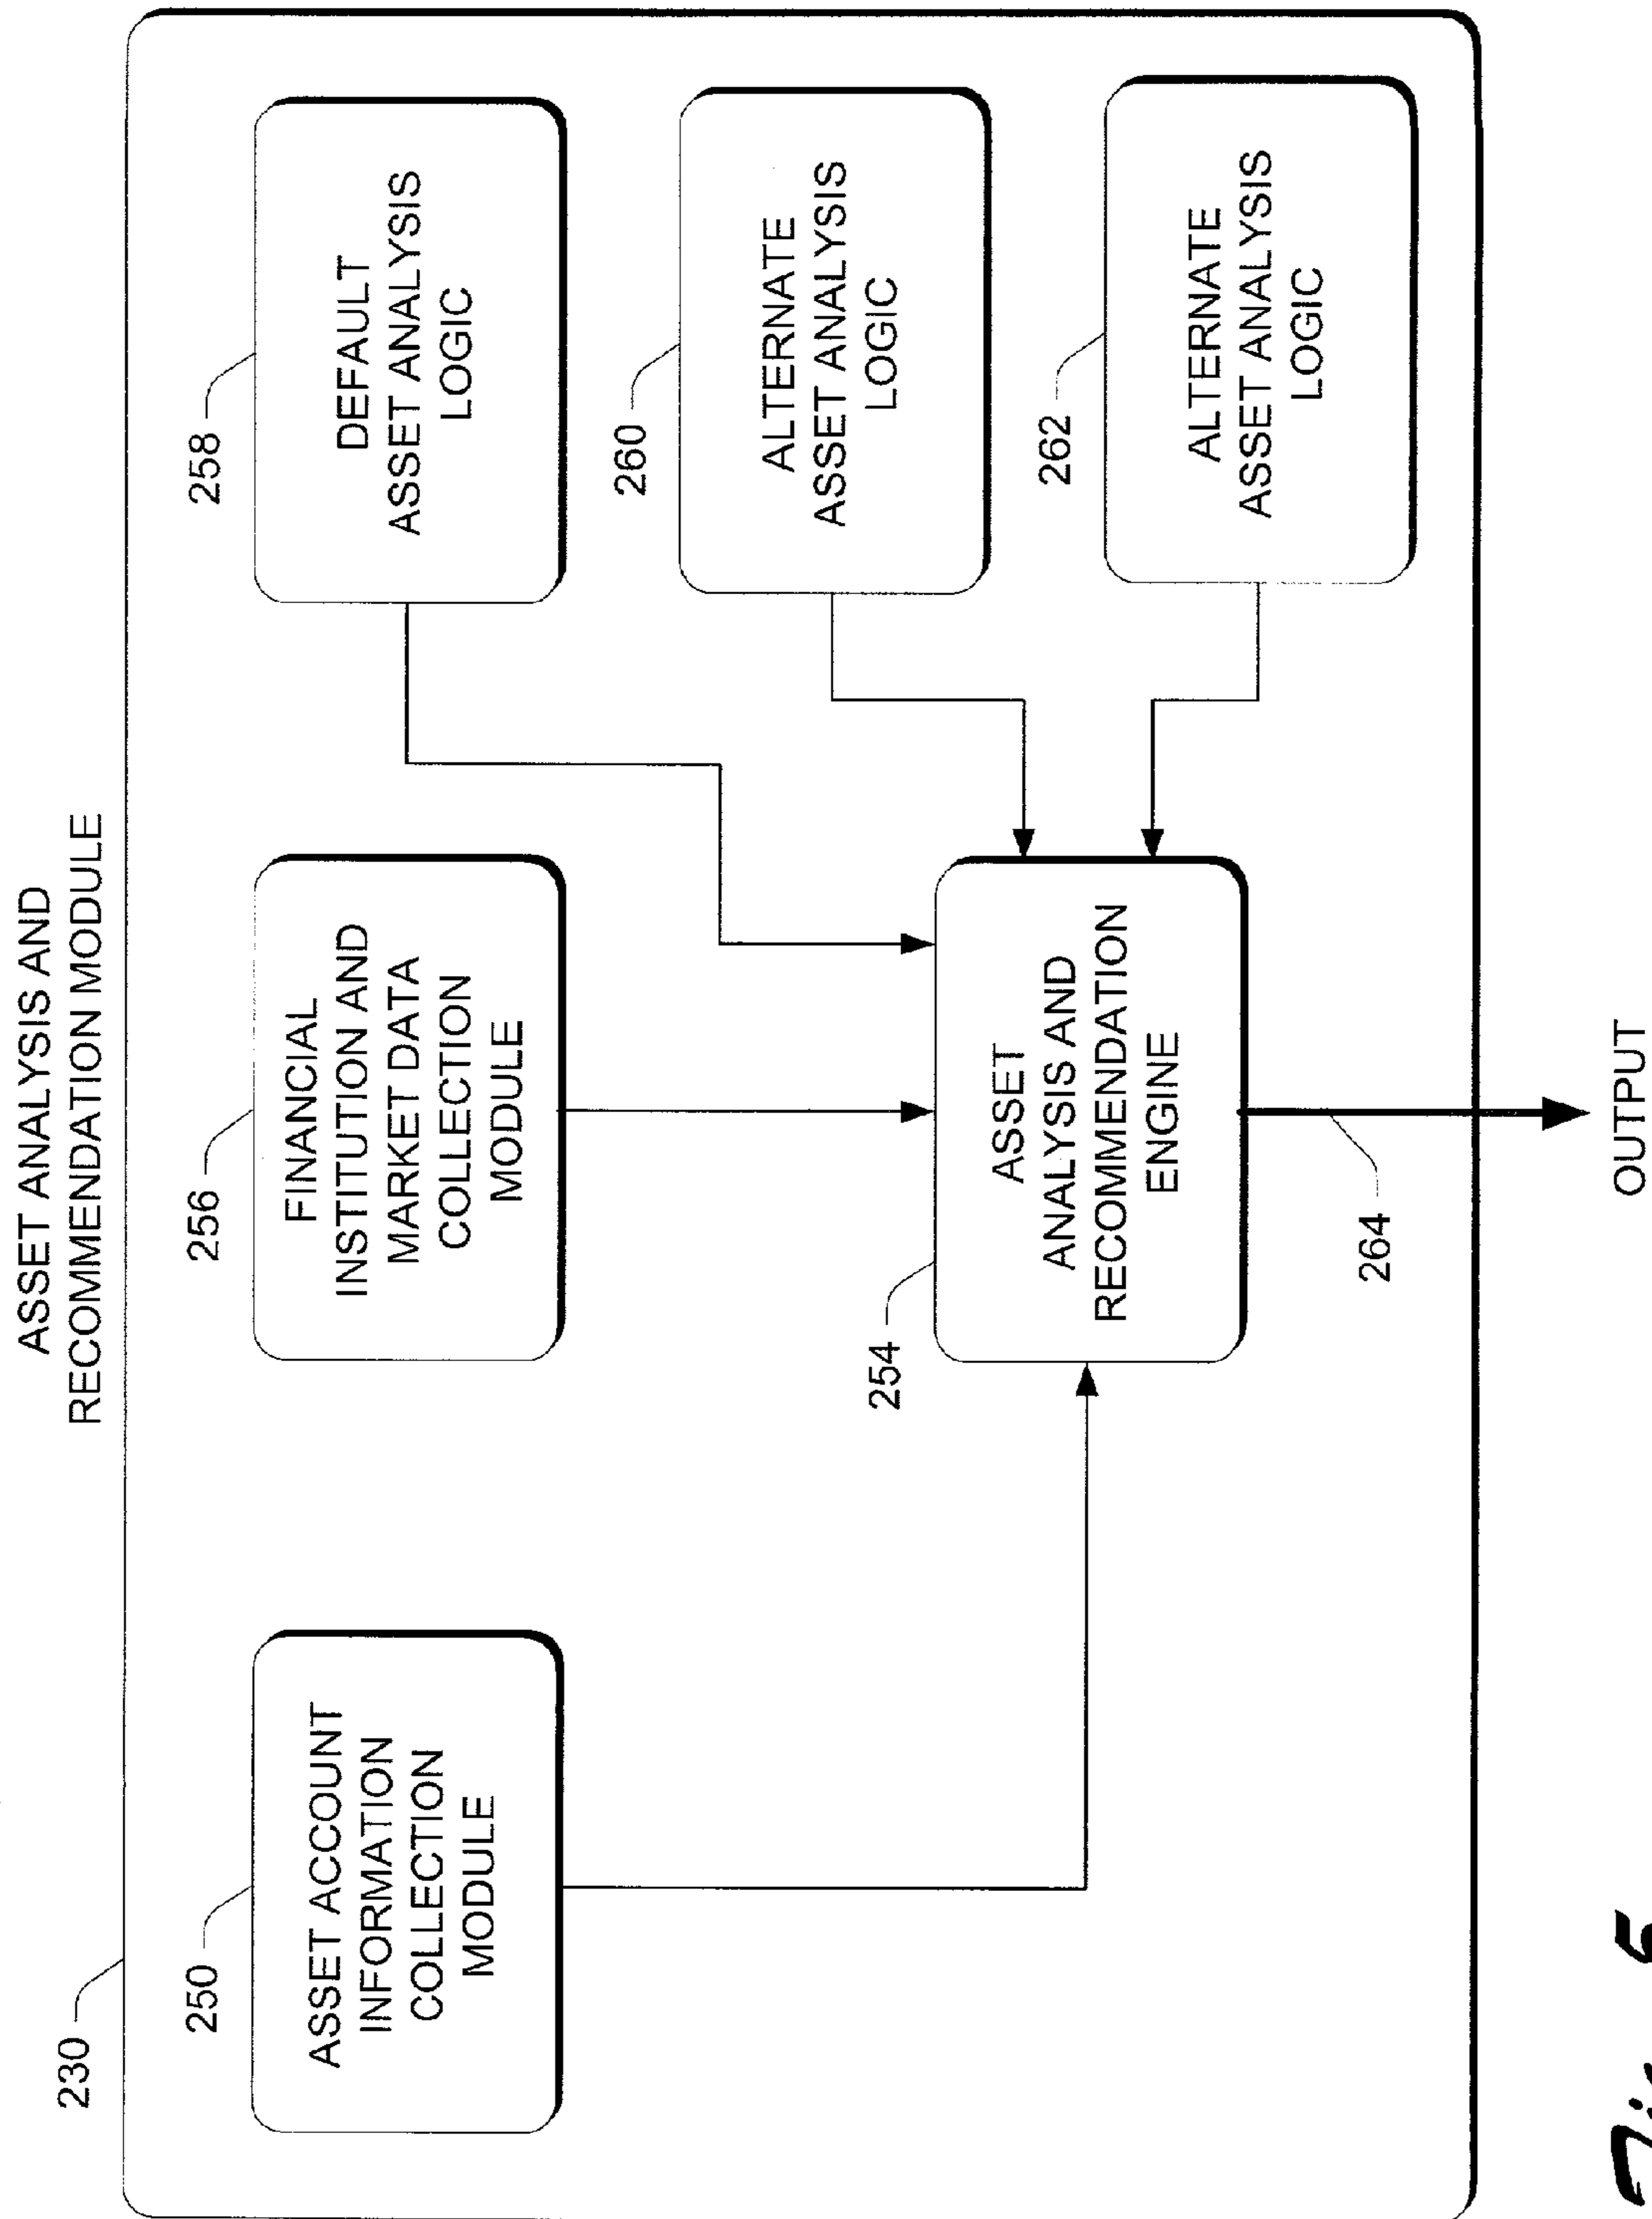 ASSET ANALYSIS AND
RECOMMENDATION MODULE
230
250
ASSET ACCOUNT
INFORMATION
COLLECTION
MODULE
256
FINANCIAL
INSTITUTION AND
MARKET DATA
COLLECTION
MODULE
258
DEFAULT
ASSET ANALYSIS
LOGIC
260
ALTERNATE
ASSET ANALYSIS
LOGIC
262
ALTERNATE
ASSET ANALYSIS
LOGIC
254
ASSET
ANALYSIS AND
RECOMMENDATION
ENGINE
264
OUTPUT